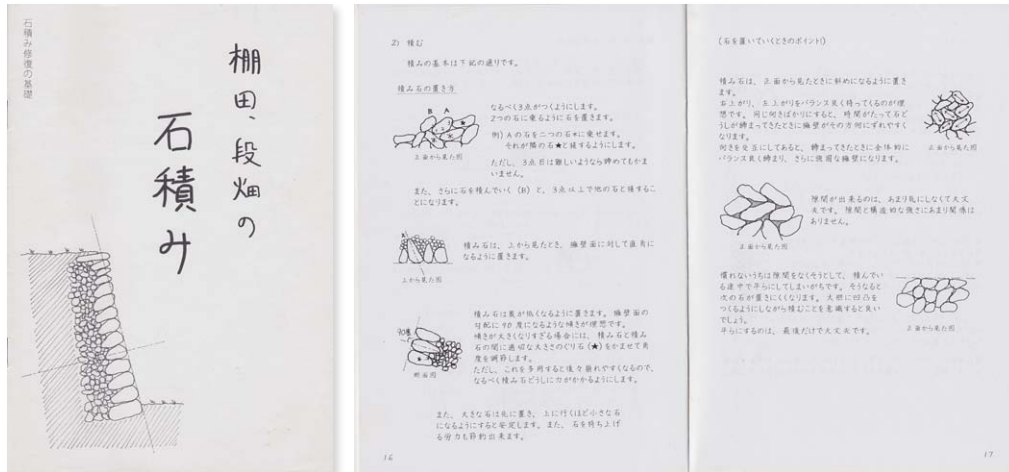 石積み修復の基礎
棚田、段畑の
石積み
2) 積む
積みの基本は下記の通りです。
積み石の置き方
B A
正面から見た図
なるべく3点がつくようにします。
2つの石に乗るように石を置きます。
例) Aの石を二つの石*に乗せます。
それが隣の石★と接するようにします。
ただし、3点目は難しいようなら諦めてもかま
いません。
また、さらに石を積んでいく (B) と、3点以上で他の石と接するこ
とになります。
上から見た図
積み石は、上から見たとき、擁壁面に対して直角に
なるように置きます。
90度
断面図
積み石は奥が低くなるように置きます。擁壁面の
勾配に90度になるような傾きが理想です。
傾きが大きくなりすぎる場合には、積み石と積み
石の間に適切な大きさのぐり石(★)をかませて角
度を調節します。
ただし、これを多用すると後々崩れやすくなるので、
なるべく積み石どうしに力がかかるようにします。
また、大きな石は下に置き、上に行くほど小さな石
になるようにすると安定します。また、石を持ち上げ
る労力も節約出来ます。
16
(石を置いていくときのポイント!)
積み石は、正面から見たときに斜めになるように置き
ます。
右上がり、左上がりをバランス良く持ってくるのが理
想です。同じ向きばかりにすると、時間がたって石ど
うしが締まってきたときに擁壁がその方向にずれやすく
なります。
向きを交互にしてあると、締まってきたときに全体的に
バランス良く締まり、さらに強固な擁壁になります。
正面から見た図
隙間が出来るのは、あまり気にしなくて大丈
夫です。隙間と構造的な強さにあまり関係は
ありません。
正面から見た図
慣れないうちは隙間をなくそうとして、積んでい
る途中で平らにしてしまいがちです。そうなると
次の石が置きにくくなります。大胆に凹凸を
つくるようにしながら積むことを意識すると良い
でしょう。
平らにするのは、最後だけで大丈夫です。
正面から見た図
17